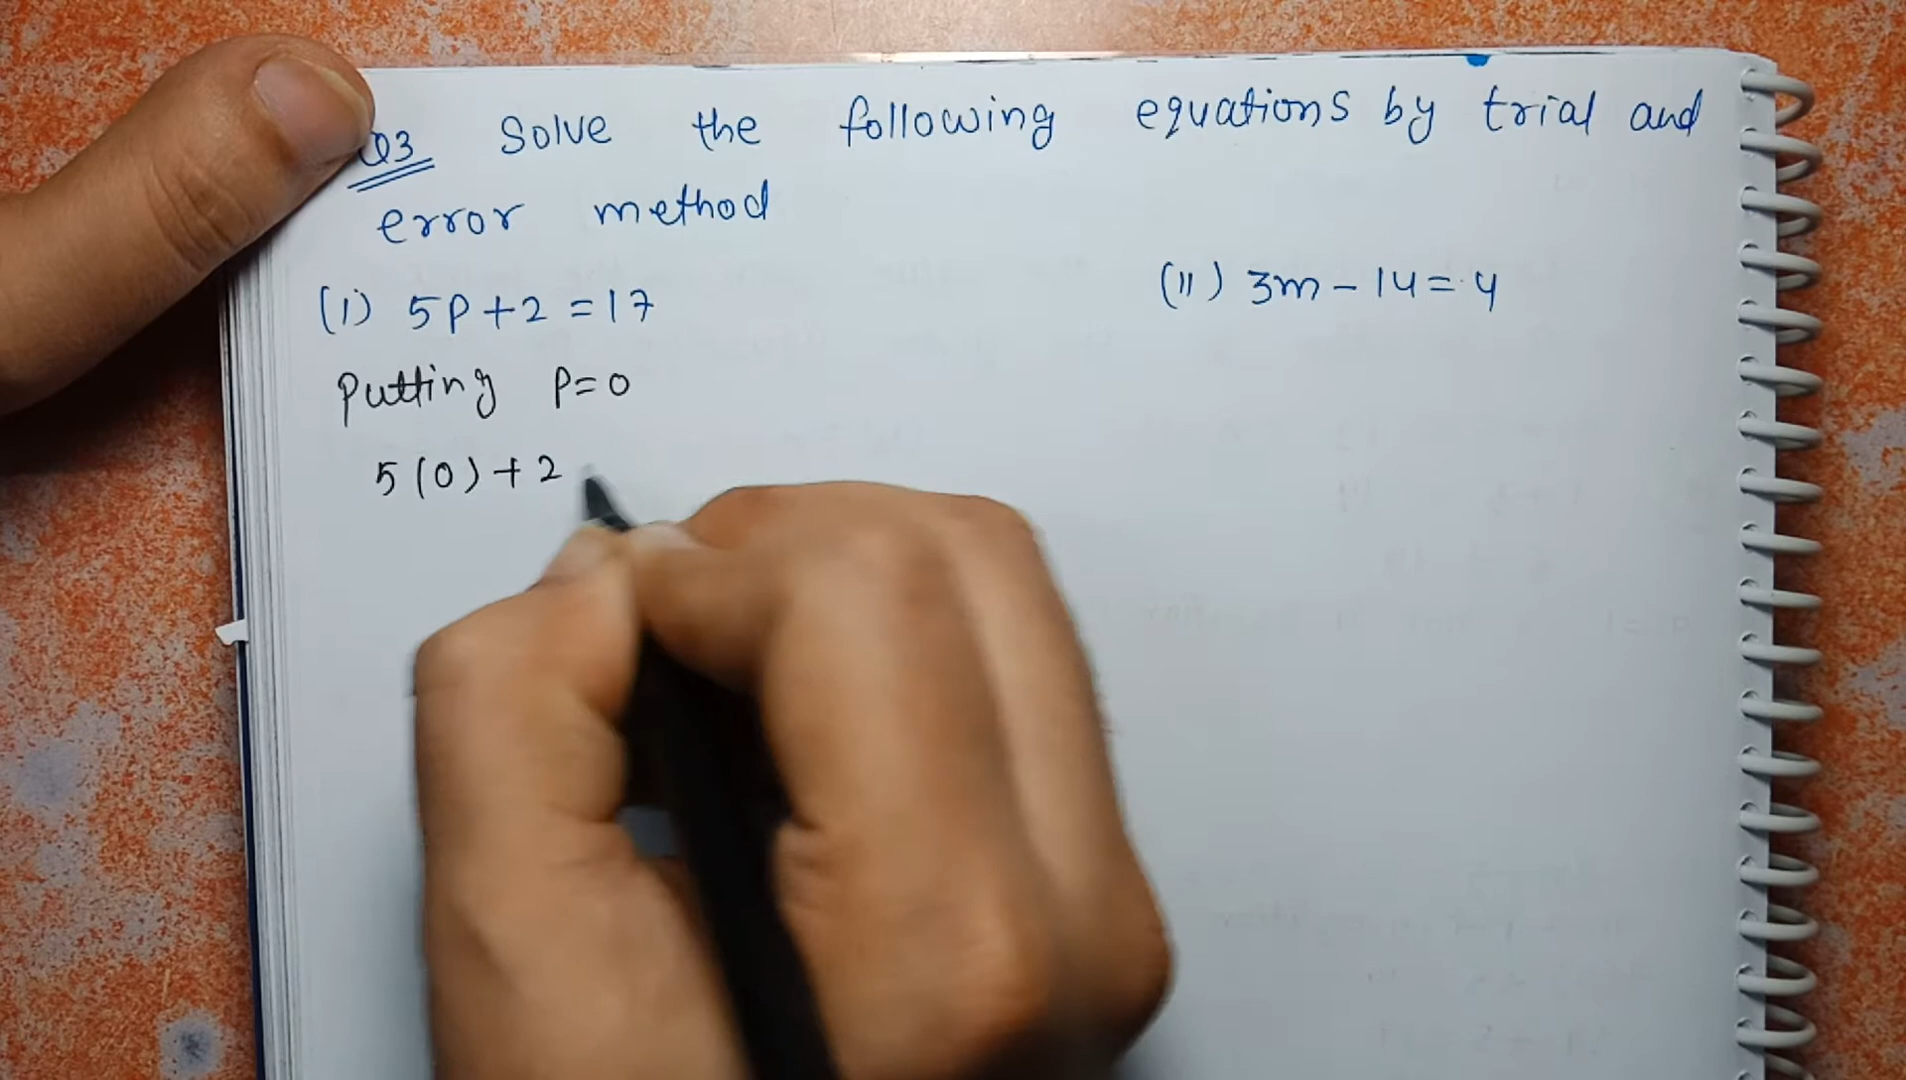 Q3 Solve the following equations by trial and
error method
(i) 5p+2=17
(ii) 3m-14=4
Putting p=0
5(0)+2